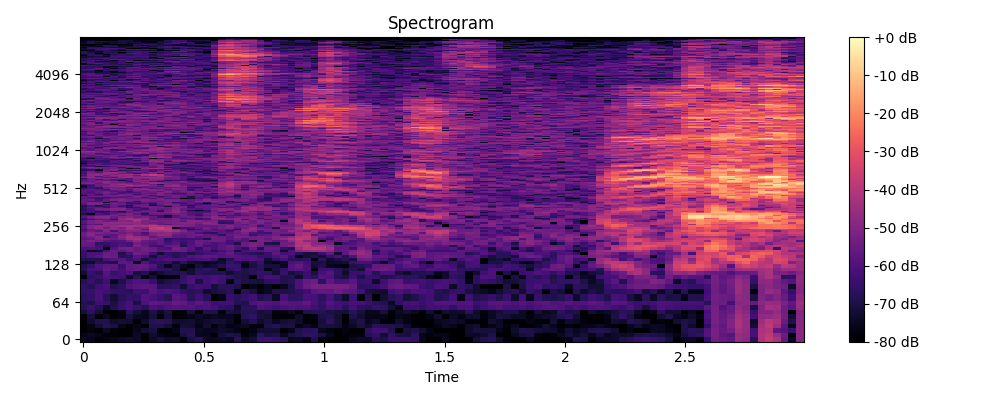 Spectrogram
Hz
4096
2048
1024
512
256
128
64
0
0
0.5
1
1.5
2
2.5
Time
+0 dB
-10 dB
-20 dB
-30 dB
-40 dB
-50 dB
-60 dB
-70 dB
-80 dB